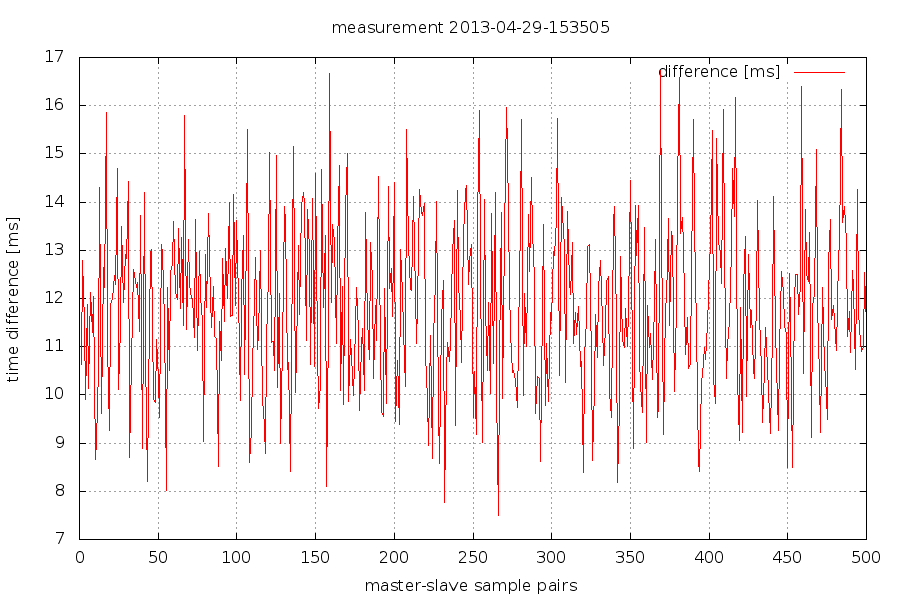 measurement 2013-04-29-153505
difference [ms]
time difference [ms]
17
16
15
14
13
12
11
10
9
8
7
0 50 100 150 200 250 300 350 400 450 500
master-slave sample pairs